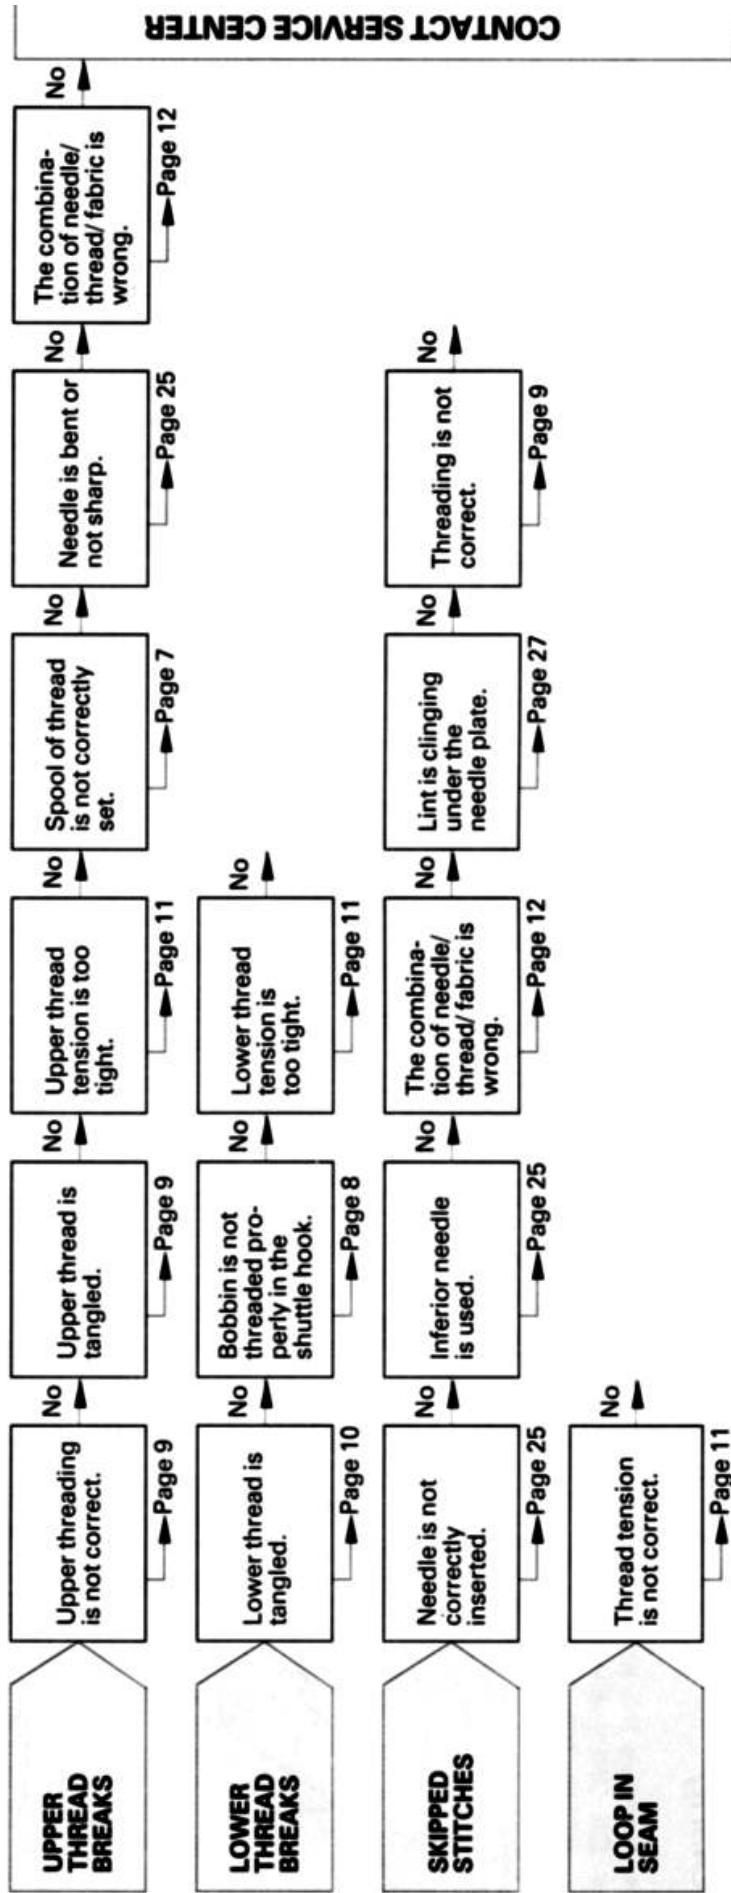 UPPER
THREAD
BREAKS
Upper threading
is not correct.
Page 9
No
Upper thread is
tangled.
Page 9
No
Upper thread
tension is too
tight.
Page 11
No
Spool of thread
is not correctly
set.
Page 7
No
Needle is bent or
not sharp.
Page 25
No
The combina-
tion of needle/
thread/ fabric is
wrong.
Page 12
No
LOWER
THREAD
BREAKS
Lower thread is
tangled.
Page 10
No
Bobbin is not
threaded pro-
perly in the
shuttle hook.
Page 8
No
Lower thread
tension is
too tight.
Page 11
No
SKIPPED
STITCHES
Needle is not
correctly
inserted.
Page 25
No
Inferior needle
is used.
Page 25
No
The combina-
tion of needle/
thread/ fabric is
wrong.
Page 12
No
Lint is clinging
under the
needle plate.
Page 27
No
Threading is not
correct.
Page 9
No
LOOP IN
SEAM
Thread tension
is not correct.
Page 11
No
CONTACT SERVICE CENTER